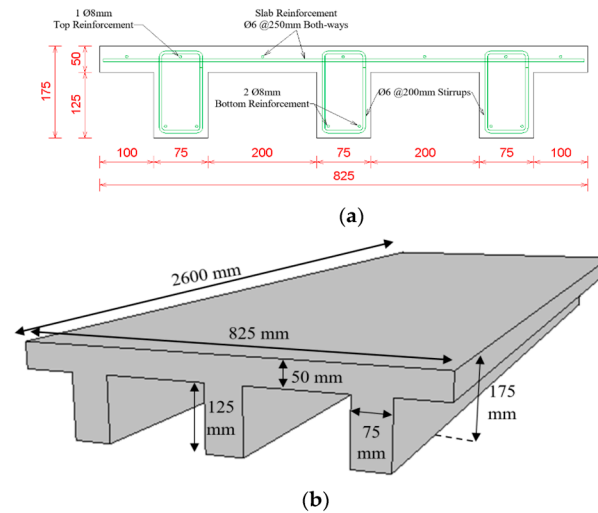 1 Ø8mm
Top Reinforcement
Slab Reinforcement
Ø6 @250mm Both-ways
50
175
125
2 Ø8mm
Bottom Reinforcement
Ø6 @200mm Stirrups
100
75
200
75
200
75
100
825
(a)
2600 mm
825 mm
50 mm
125
mm
75
mm
175
mm
(b)